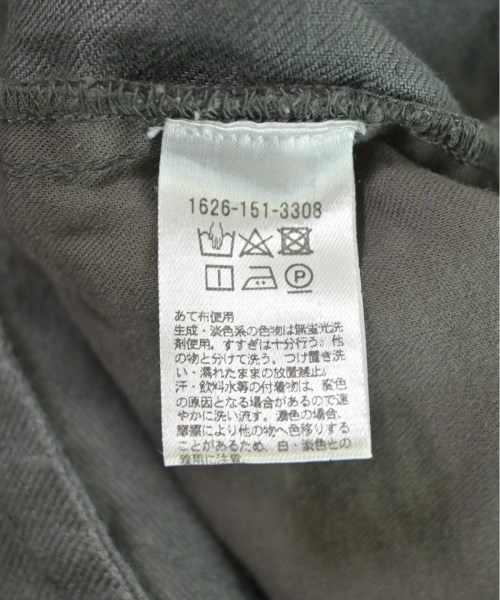 1626-151-3308
P
あて布使用
生成・淡色系の色物は無蛍光洗
剤使用。すすぎは十分行う。他
の物と分けて洗う。つけ置き洗
い・濡れたままの放置厳止。
汗・飲料水等の付着物は、変色
の原因となる場合があるので速
やかに洗い流す。濃色の場合、
摩擦により他の物へ色移りする
ことがあるため、白・淡色との
着用に注意